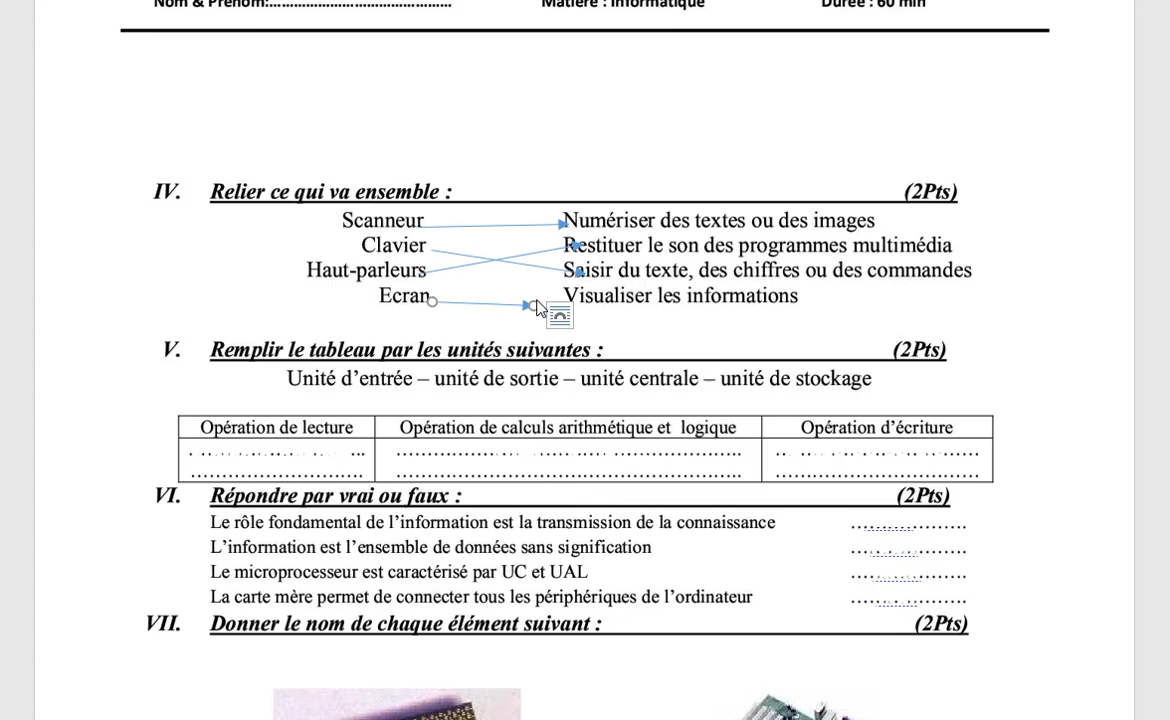 Nom & Prénom:………………………………………… Matière : Informatique Durée : 60 min
IV. Relier ce qui va ensemble : (2Pts)
Scanneur Numériser des textes ou des images
Clavier Restituer le son des programmes multimédia
Haut-parleurs Saisir du texte, des chiffres ou des commandes
Ecran Visualiser les informations
V. Remplir le tableau par les unités suivantes : (2Pts)
Unité d’entrée – unité de sortie – unité centrale – unité de stockage
Opération de lecture Opération de calculs arithmétique et logique Opération d’écriture
VI. Répondre par vrai ou faux : (2Pts)
Le rôle fondamental de l’information est la transmission de la connaissance ………………
L’information est l’ensemble de données sans signification ………………
Le microprocesseur est caractérisé par UC et UAL ………………
La carte mère permet de connecter tous les périphériques de l’ordinateur ………………
VII. Donner le nom de chaque élément suivant : (2Pts)